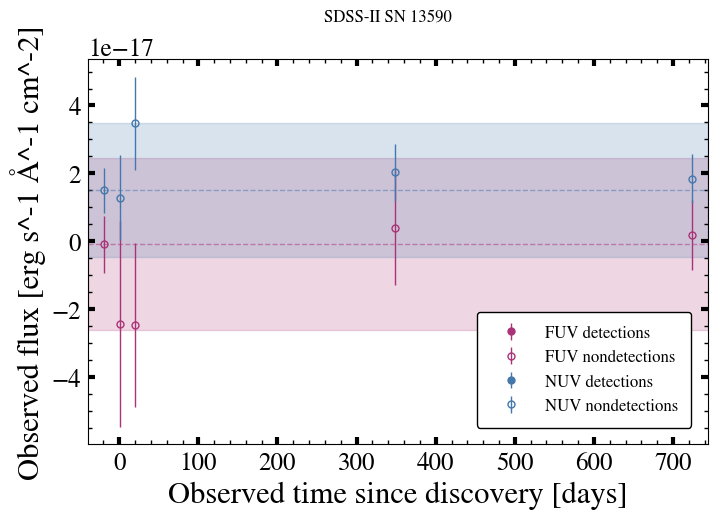 SDSS-II SN 13590
1e−17
Observed flux [erg s^-1 Å^-1 cm^-2]
4
2
0
−2
−4
FUV detections
FUV nondetections
NUV detections
NUV nondetections
0 100 200 300 400 500 600 700
Observed time since discovery [days]